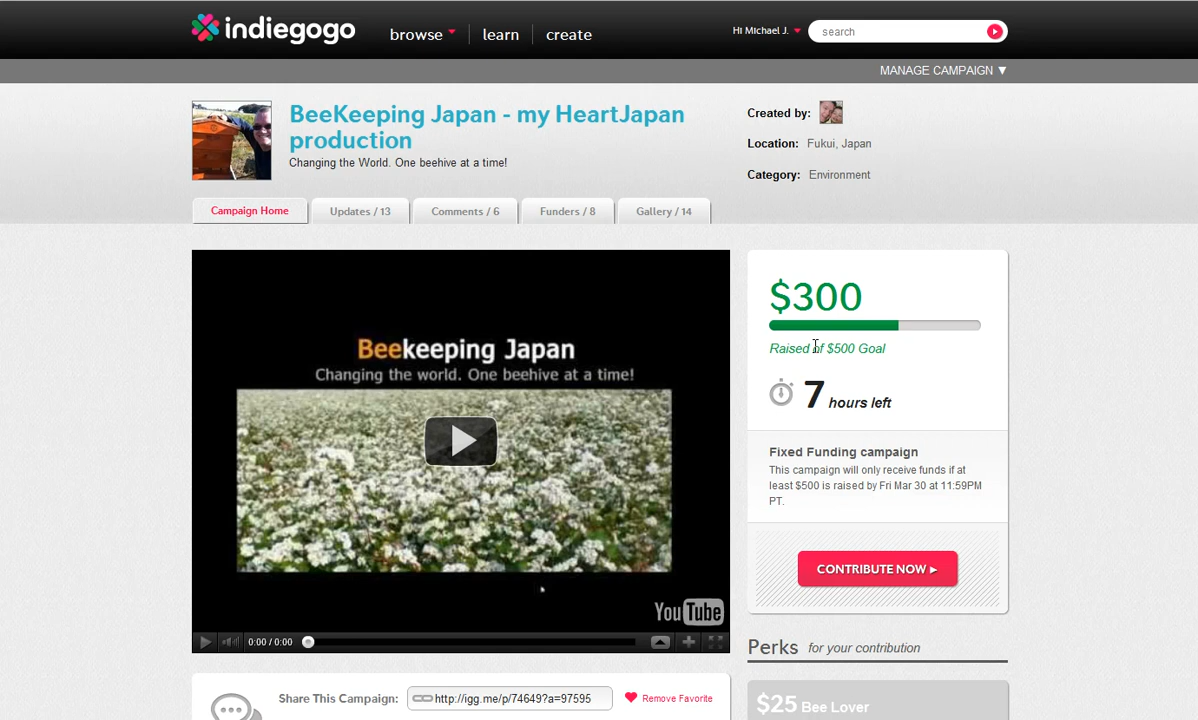 indiegogo
browse
learn
create
Hi Michael J.
search
MANAGE CAMPAIGN ▼
BeeKeeping Japan - my HeartJapan
production
Changing the World. One beehive at a time!
Created by:
Location: Fukui, Japan
Category: Environment
Campaign Home
Updates / 13
Comments / 6
Funders / 8
Gallery / 14
Beekeeping Japan
Changing the world. One beehive at a time!
YouTube
0:00 / 0:00
$300
Raised of $500 Goal
7 hours left
Fixed Funding campaign
This campaign will only receive funds if at
least $500 is raised by Fri Mar 30 at 11:59PM
PT.
CONTRIBUTE NOW ►
Perks for your contribution
$25 Bee Lover
Share This Campaign:
http://igg.me/p/74649?a=97595
Remove Favorite